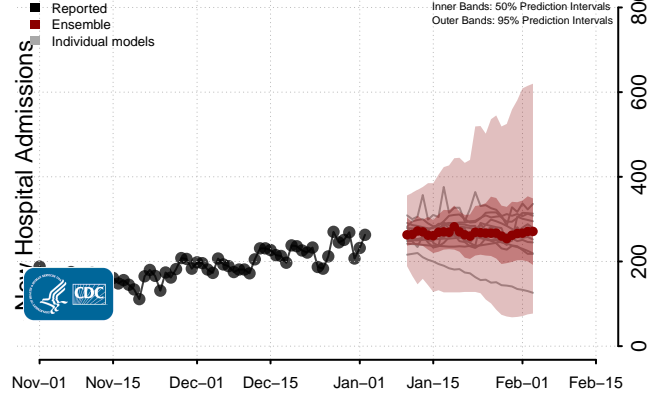 Reported
Ensemble
Individual models
Inner Bands: 50% Prediction Intervals
Outer Bands: 95% Prediction Intervals
New Hospital Admissions
CDC
800
600
400
200
0
Nov–01
Nov–15
Dec–01
Dec–15
Jan–01
Jan–15
Feb–01
Feb–15